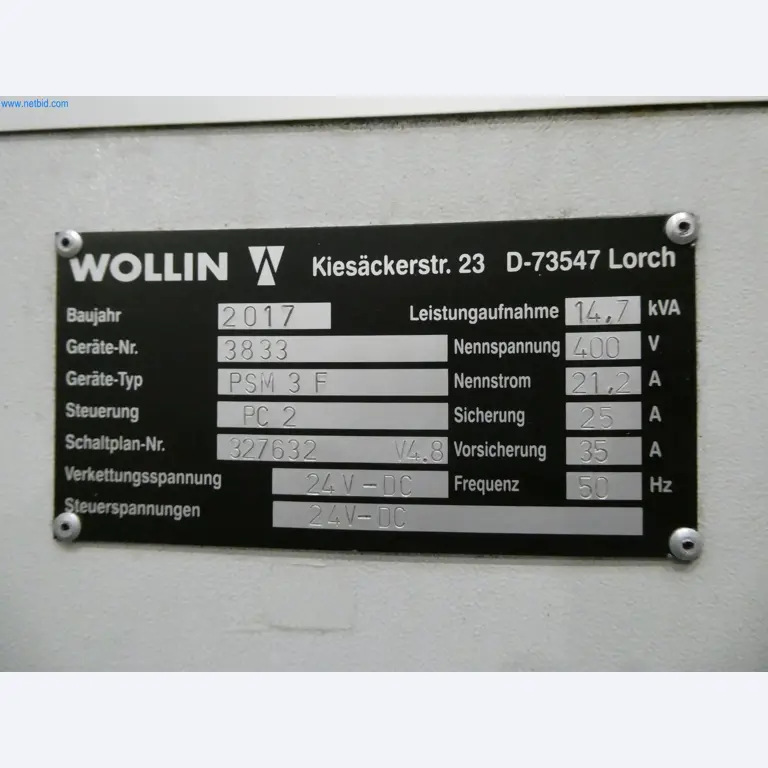 www.netbid.com
WOLLIN Kiesäckerstr. 23 D-73547 Lorch
Baujahr 2017 Leistungaufnahme 14,7 kVA
Geräte-Nr. 3833 Nennspannung 400 V
Geräte-Typ PSM 3 F Nennstrom 21,2 A
Steuerung PC 2 Sicherung 25 A
Schaltplan-Nr. 327632 V4.8 Vorsicherung 35 A
Verkettungsspannung 24V-DC Frequenz 50 Hz
Steuerspannungen 24V-DC